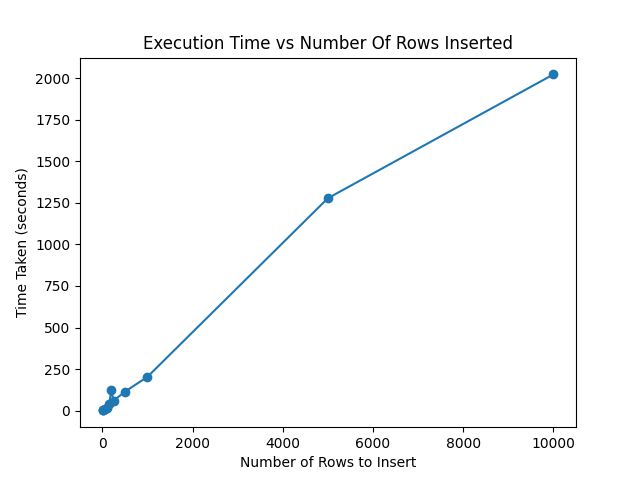 Execution Time vs Number Of Rows Inserted
2000
1750
1500
1250
1000
750
500
250
0
Time Taken (seconds)
0 2000 4000 6000 8000 10000
Number of Rows to Insert